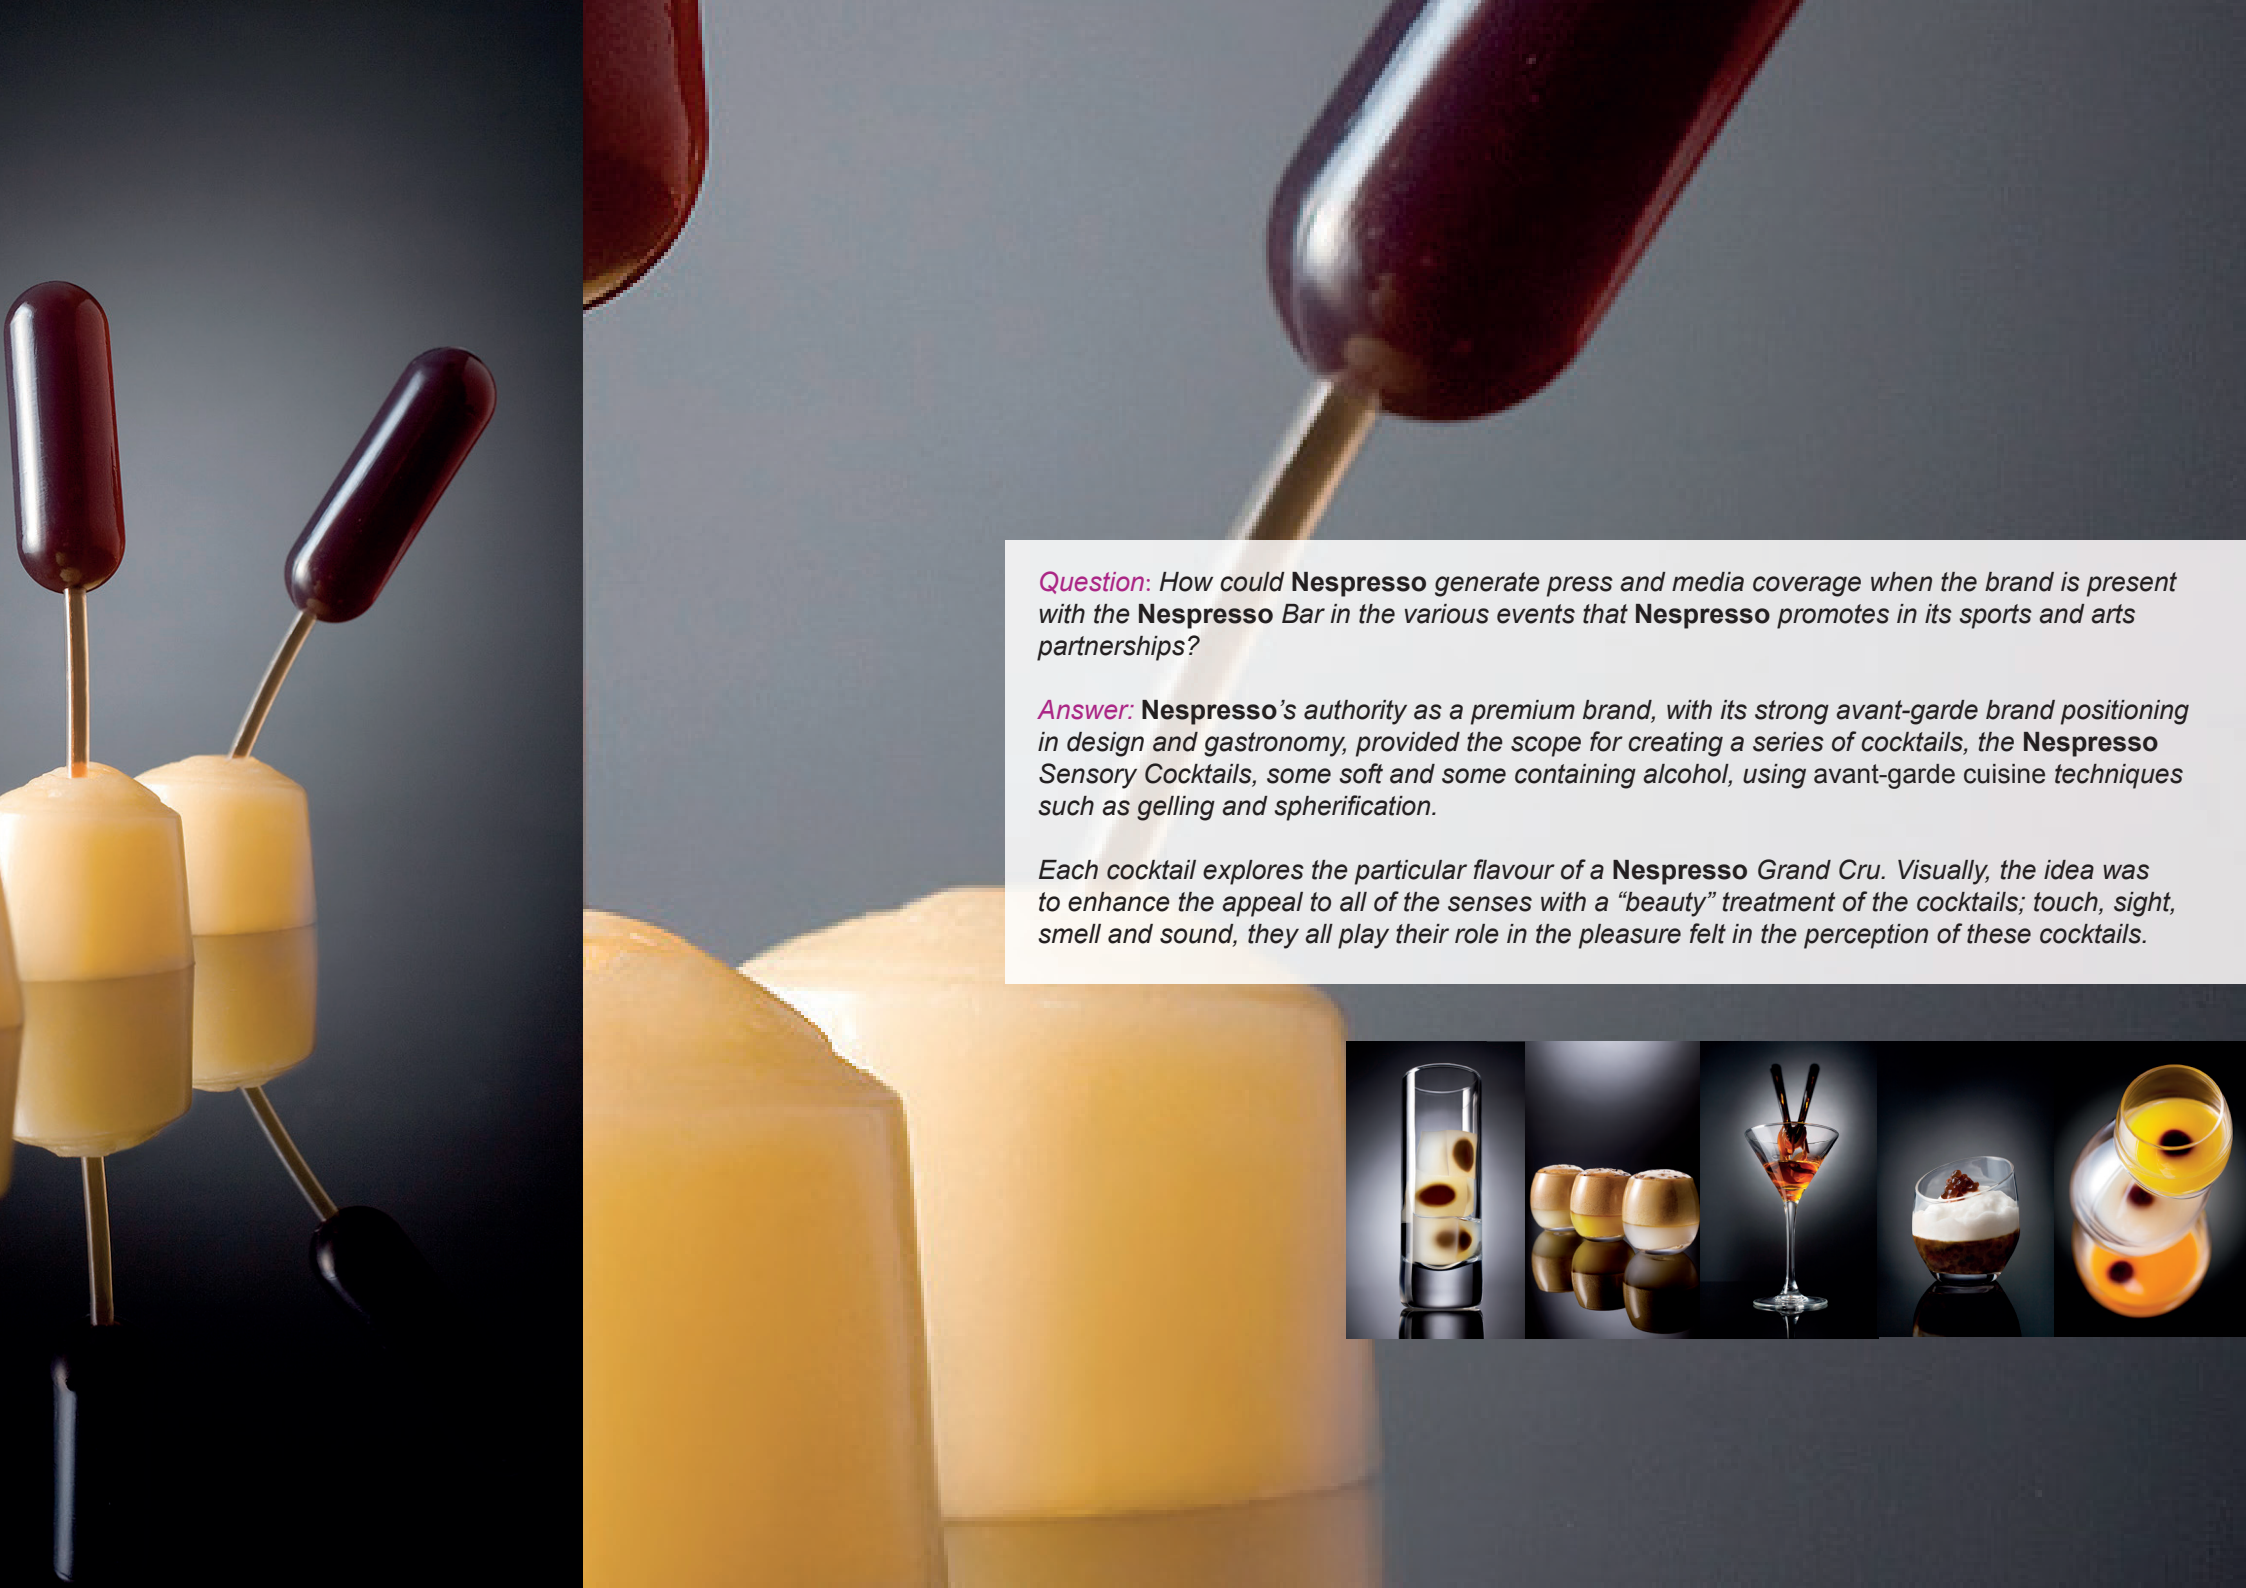 Question: How could Nespresso generate press and media coverage when the brand is present
with the Nespresso Bar in the various events that Nespresso promotes in its sports and arts
partnerships?
Answer: Nespresso’s authority as a premium brand, with its strong avant-garde brand positioning
in design and gastronomy, provided the scope for creating a series of cocktails, the Nespresso
Sensory Cocktails, some soft and some containing alcohol, using avant-garde cuisine techniques
such as gelling and spherification.
Each cocktail explores the particular flavour of a Nespresso Grand Cru. Visually, the idea was
to enhance the appeal to all of the senses with a “beauty” treatment of the cocktails; touch, sight,
smell and sound, they all play their role in the pleasure felt in the perception of these cocktails.